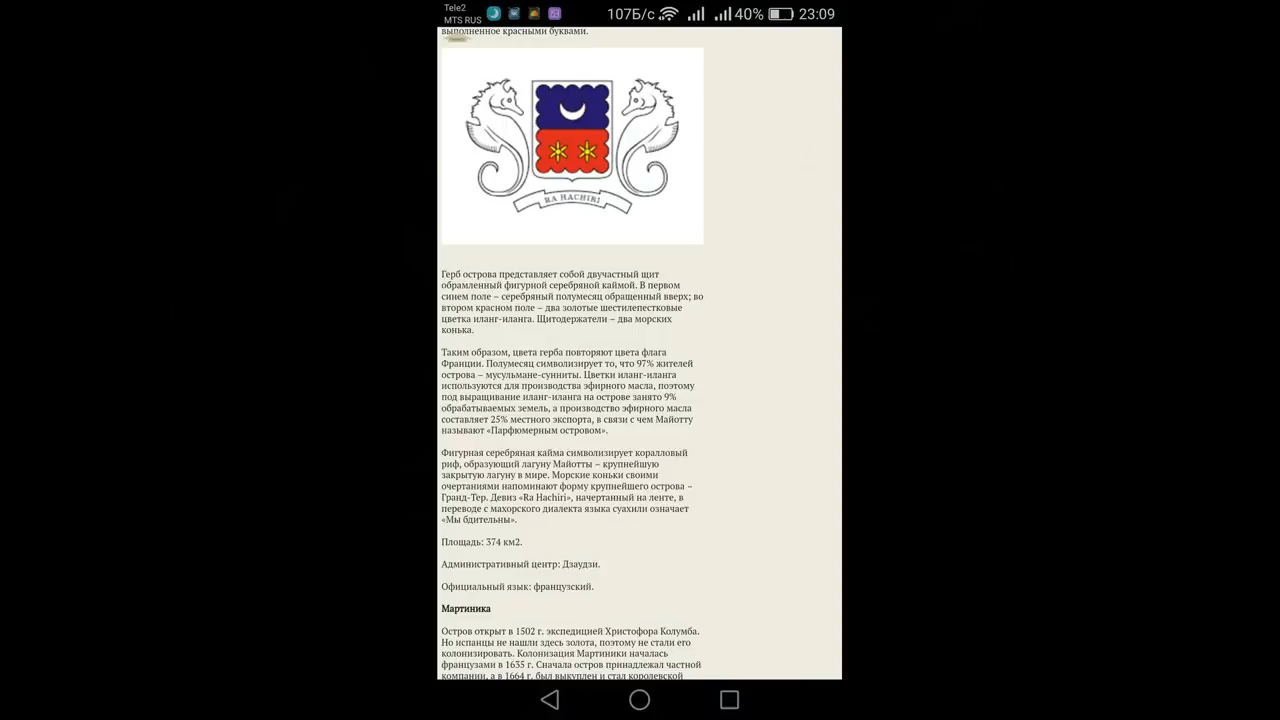 Tele2
MTS RUS
107Б/с
40%
23:09
выполненное красными буквами.
RA HACHIRI
Герб острова представляет собой двучастный щит
обрамленный фигурной серебряной каймой. В первом
синем поле – серебряный полумесяц обращенный вверх; во
втором красном поле – два золотые шестилепестковые
цветка иланг-иланга. Щитодержатели – два морских
конька.
Таким образом, цвета герба повторяют цвета флага
Франции. Полумесяц символизирует то, что 97% жителей
острова – мусульмане-сунниты. Цветки иланг-иланга
используются для производства эфирного масла, поэтому
под выращивание иланг-иланга на острове занято 9%
обрабатываемых земель, а производство эфирного масла
составляет 25% местного экспорта, в связи с чем Майотту
называют «Парфюмерным островом».
Фигурная серебряная кайма символизирует коралловый
риф, образующий лагуну Майотты – крупнейшую
закрытую лагуну в мире. Морские коньки своими
очертаниями напоминают форму крупнейшего острова –
Гранд-Тер. Девиз «Ra Hachiri», начертанный на ленте, в
переводе с махорского диалекта языка суахили означает
«Мы бдительны».
Площадь: 374 км2.
Административный центр: Дзаудзи.
Официальный язык: французский.
Мартиника
Остров открыт в 1502 г. экспедицией Христофора Колумба.
Но испанцы не нашли здесь золота, поэтому не стали его
колонизировать. Колонизация Мартиники началась
французами в 1635 г. Сначала остров принадлежал частной
компании, а в 1664 г. был выкуплен и стал королевской